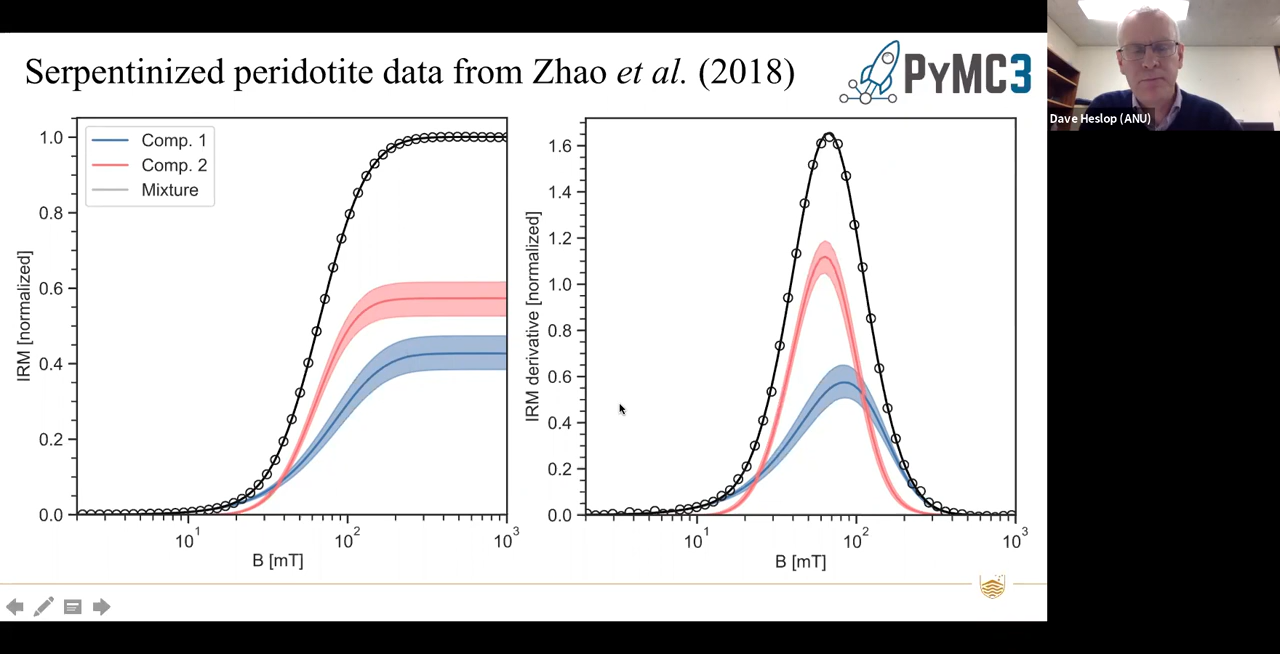 Serpentinized peridotite data from Zhao et al. (2018)
PyMC3
Dave Heslop (ANU)
Comp. 1
Comp. 2
Mixture
IRM [normalized]
1.0
0.8
0.6
0.4
0.2
0.0
10¹
10²
10³
B [mT]
IRM derivative [normalized]
1.6
1.4
1.2
1.0
0.8
0.6
0.4
0.2
0.0
10¹
10²
10³
B [mT]